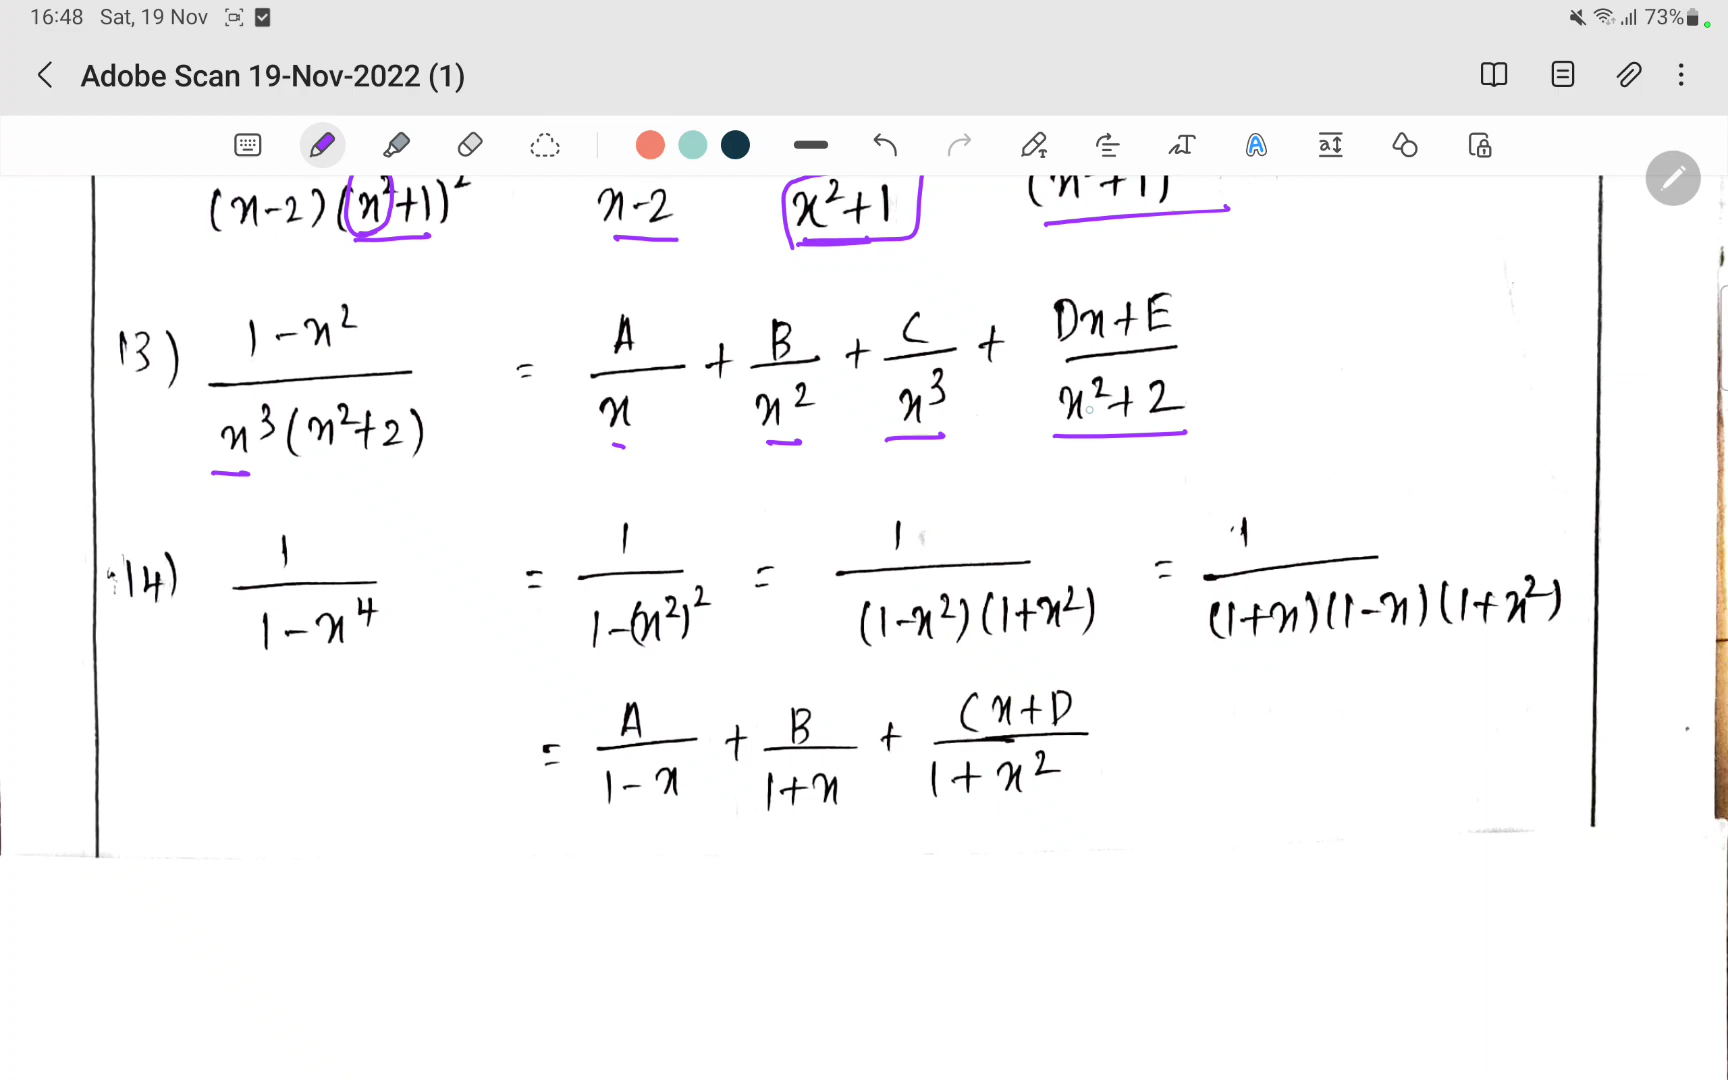 16:48 Sat, 19 Nov 73%
Adobe Scan 19-Nov-2022 (1)
(x-2)(x²+1)² x-2 x²+1 (x²+1)
13) (1-x²)/(x³(x²+2)) = A/x + B/x² + C/x³ + (Dx+E)/(x²+2)
14) 1/(1-x⁴) = 1/(1-(x²)²) = 1/((1-x²)(1+x²)) = 1/((1+x)(1-x)(1+x²))
= A/(1-x) + B/(1+x) + (Cx+D)/(1+x²)